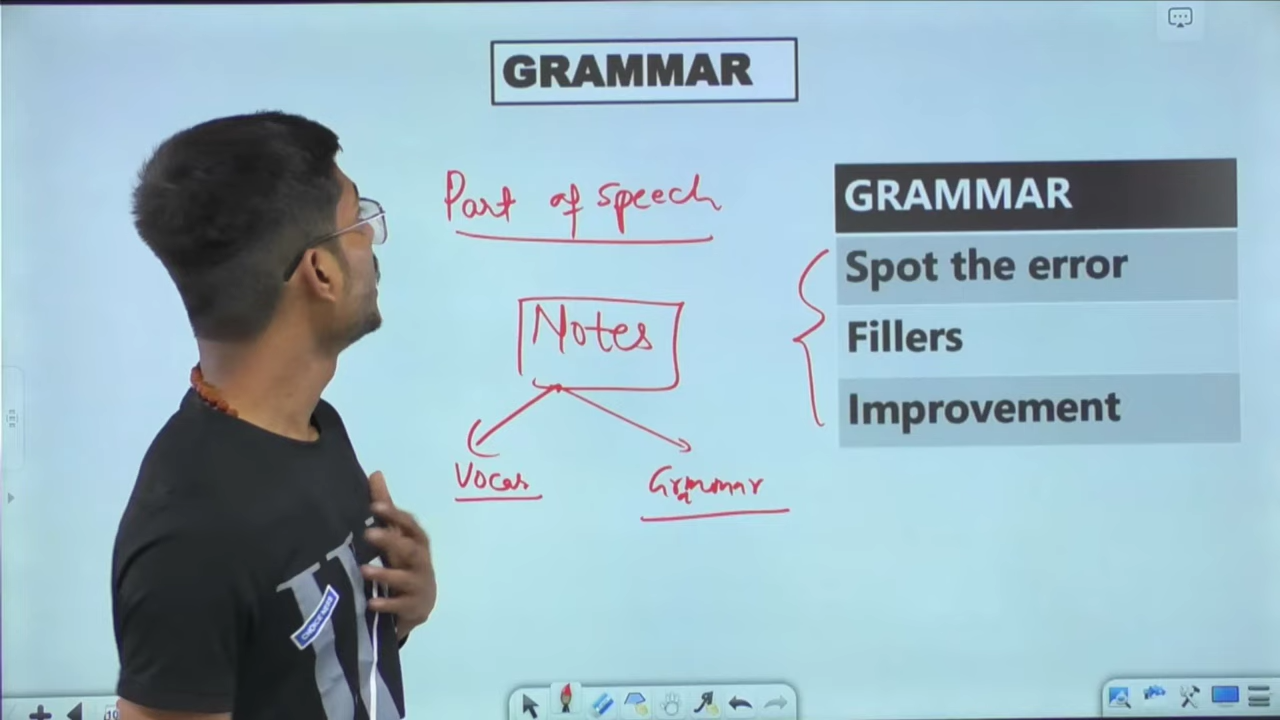 GRAMMAR
Part of speech
Notes
Vocab
Grammar
GRAMMAR
Spot the error
Fillers
Improvement